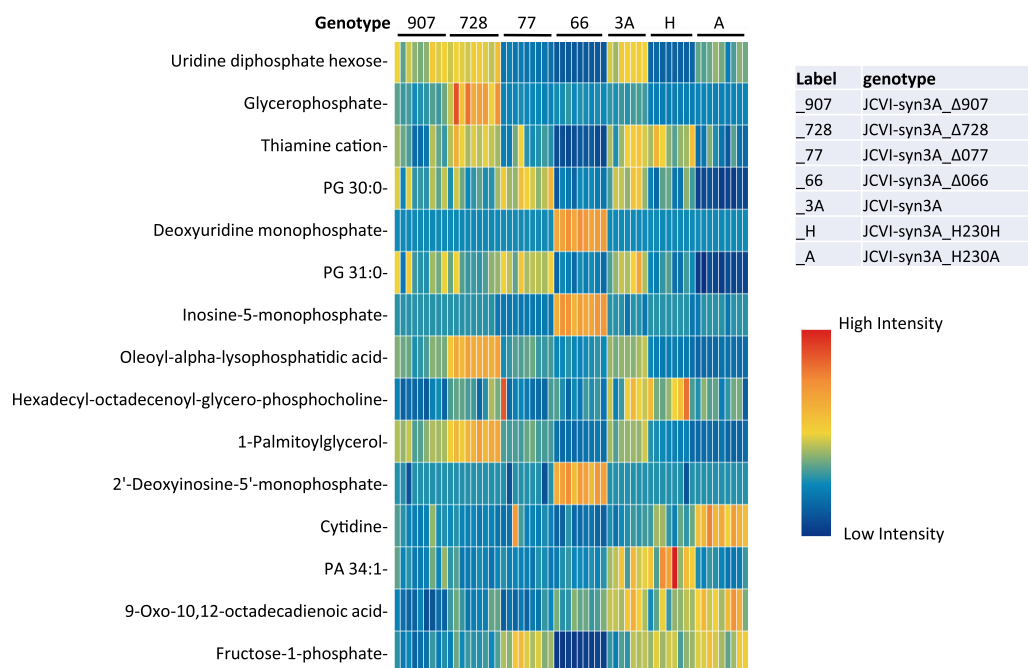 Genotype 907 728 77 66 3A H A
Uridine diphosphate hexose-
Glycerophosphate-
Thiamine cation-
PG 30:0-
Deoxyuridine monophosphate-
PG 31:0-
Inosine-5-monophosphate-
Oleoyl-alpha-lysophosphatidic acid-
Hexadecyl-octadecenoyl-glycero-phosphocholine-
1-Palmitoylglycerol-
2'-Deoxyinosine-5'-monophosphate-
Cytidine-
PA 34:1-
9-Oxo-10,12-octadecadienoic acid-
Fructose-1-phosphate-
Label genotype
_907 JCVI-syn3A_Δ907
_728 JCVI-syn3A_Δ728
_77 JCVI-syn3A_Δ077
_66 JCVI-syn3A_Δ066
_3A JCVI-syn3A
_H JCVI-syn3A_H230H
_A JCVI-syn3A_H230A
High Intensity
Low Intensity